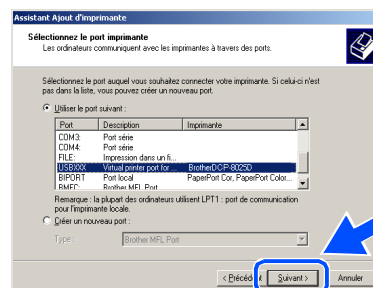 Assistant Ajout d'imprimante
Sélectionnez le port imprimante
Les ordinateurs communiquent avec les imprimantes à travers des ports.
Sélectionnez le port auquel vous souhaitez connecter votre imprimante. Si celui-ci n'est
pas dans la liste, vous pouvez créer un nouveau port.
Utiliser le port suivant :
Port Description Imprimante
COM3: Port série
COM4: Port série
FILE: Impression dans un fi...
USBXXX Virtual printer port for ... BrotherDCP-8025D
BIPORT Port local PaperPort Cor, PaperPort Color...
BMFC: Brother MFL Port
Remarque : la plupart des ordinateurs utilisent LPT1 : port de communication
pour l'imprimante locale.
Créer un nouveau port :
Type : Brother MFL Port
< Précéd nt Suivant > Annuler